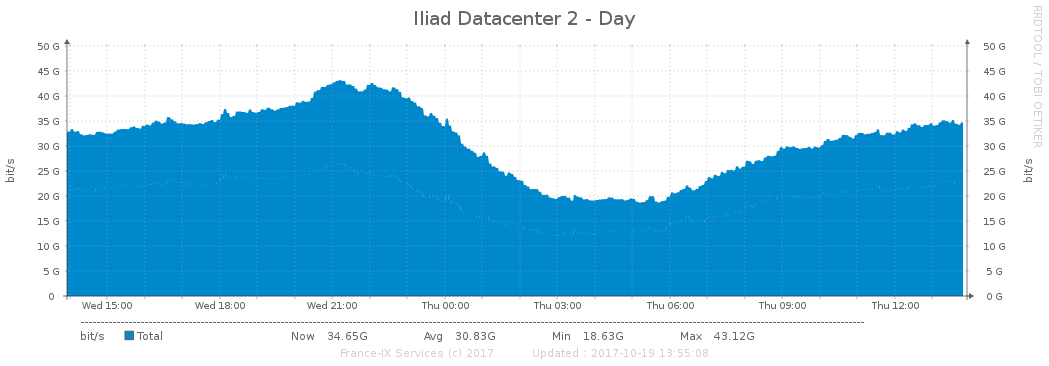 Iliad Datacenter 2 - Day
RRDTOOL / TOBI OETIKER
50 G 50 G
45 G 45 G
40 G 40 G
35 G 35 G
30 G 30 G
25 G 25 G
20 G 20 G
15 G 15 G
10 G 10 G
5 G 5 G
0 0 G
bit/s bit/s
Wed 15:00 Wed 18:00 Wed 21:00 Thu 00:00 Thu 03:00 Thu 06:00 Thu 09:00 Thu 12:00
bit/s Total Now 34.65G Avg 30.83G Min 18.63G Max 43.12G
France-IX Services (c) 2017 Updated : 2017-10-19 13:55:08